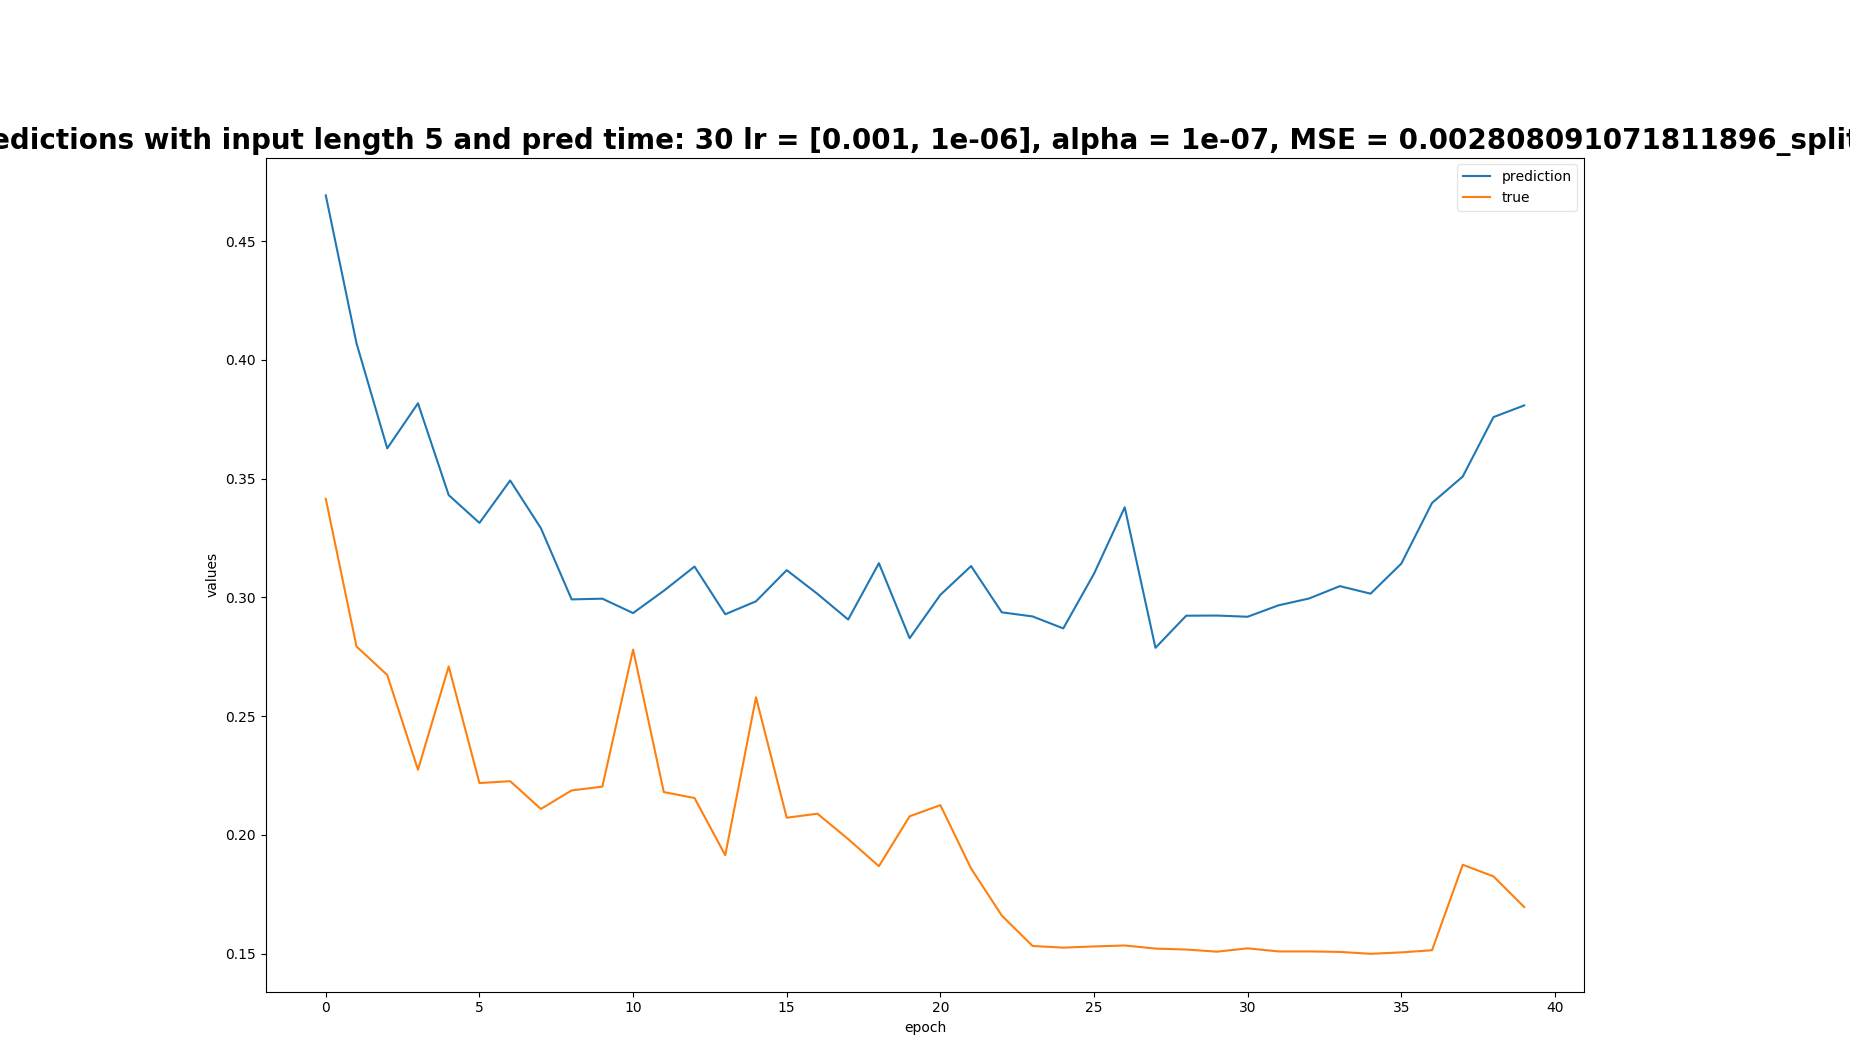 edictions with input length 5 and pred time: 30 lr = [0.001, 1e-06], alpha = 1e-07, MSE = 0.002808091071811896_split
prediction
true
0.45
0.40
0.35
0.30
0.25
0.20
0.15
values
0 5 10 15 20 25 30 35 40
epoch